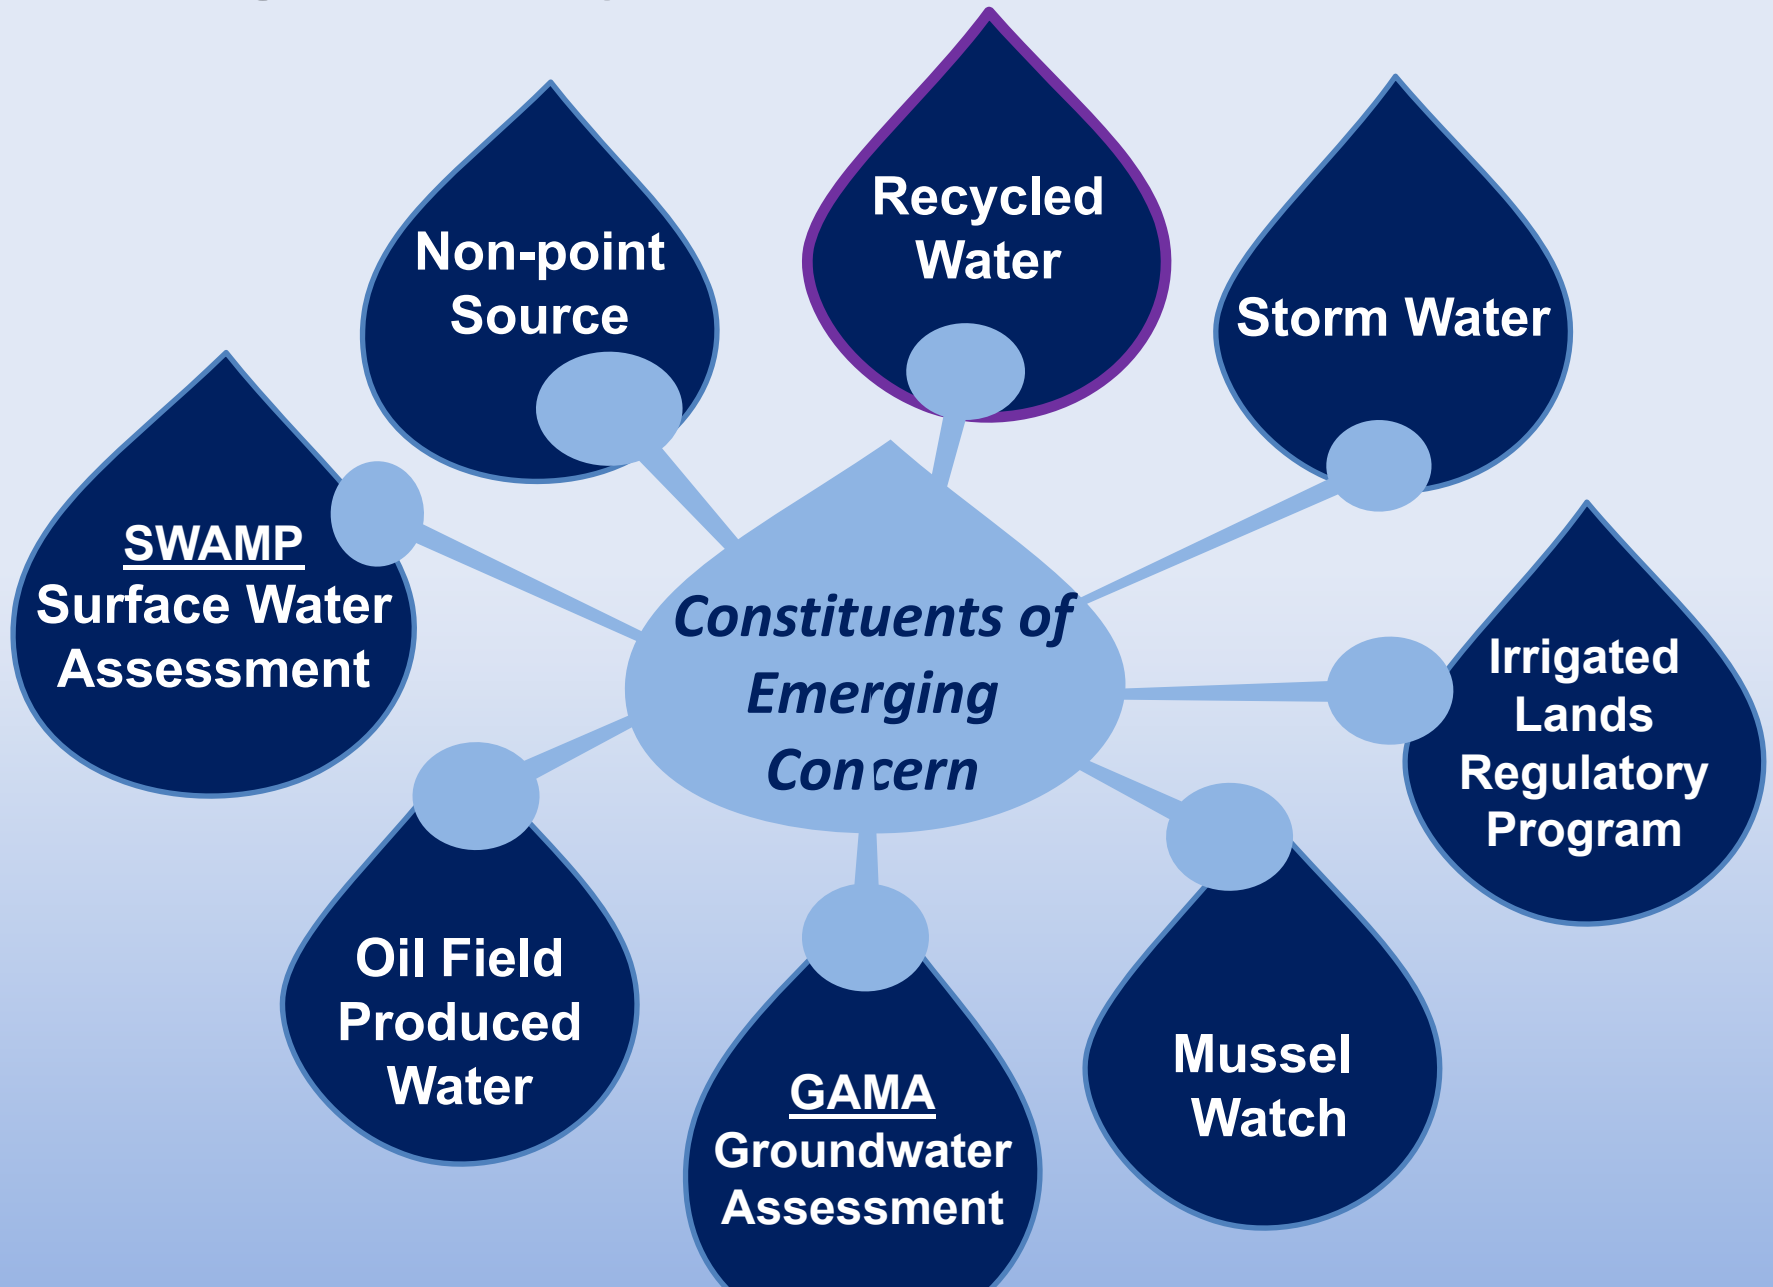 Recycled
Water
Non-point
Source
Storm Water
SWAMP
Surface Water
Assessment
Constituents of
Emerging
Concern
Irrigated
Lands
Regulatory
Program
Oil Field
Produced
Water
GAMA
Groundwater
Assessment
Mussel
Watch